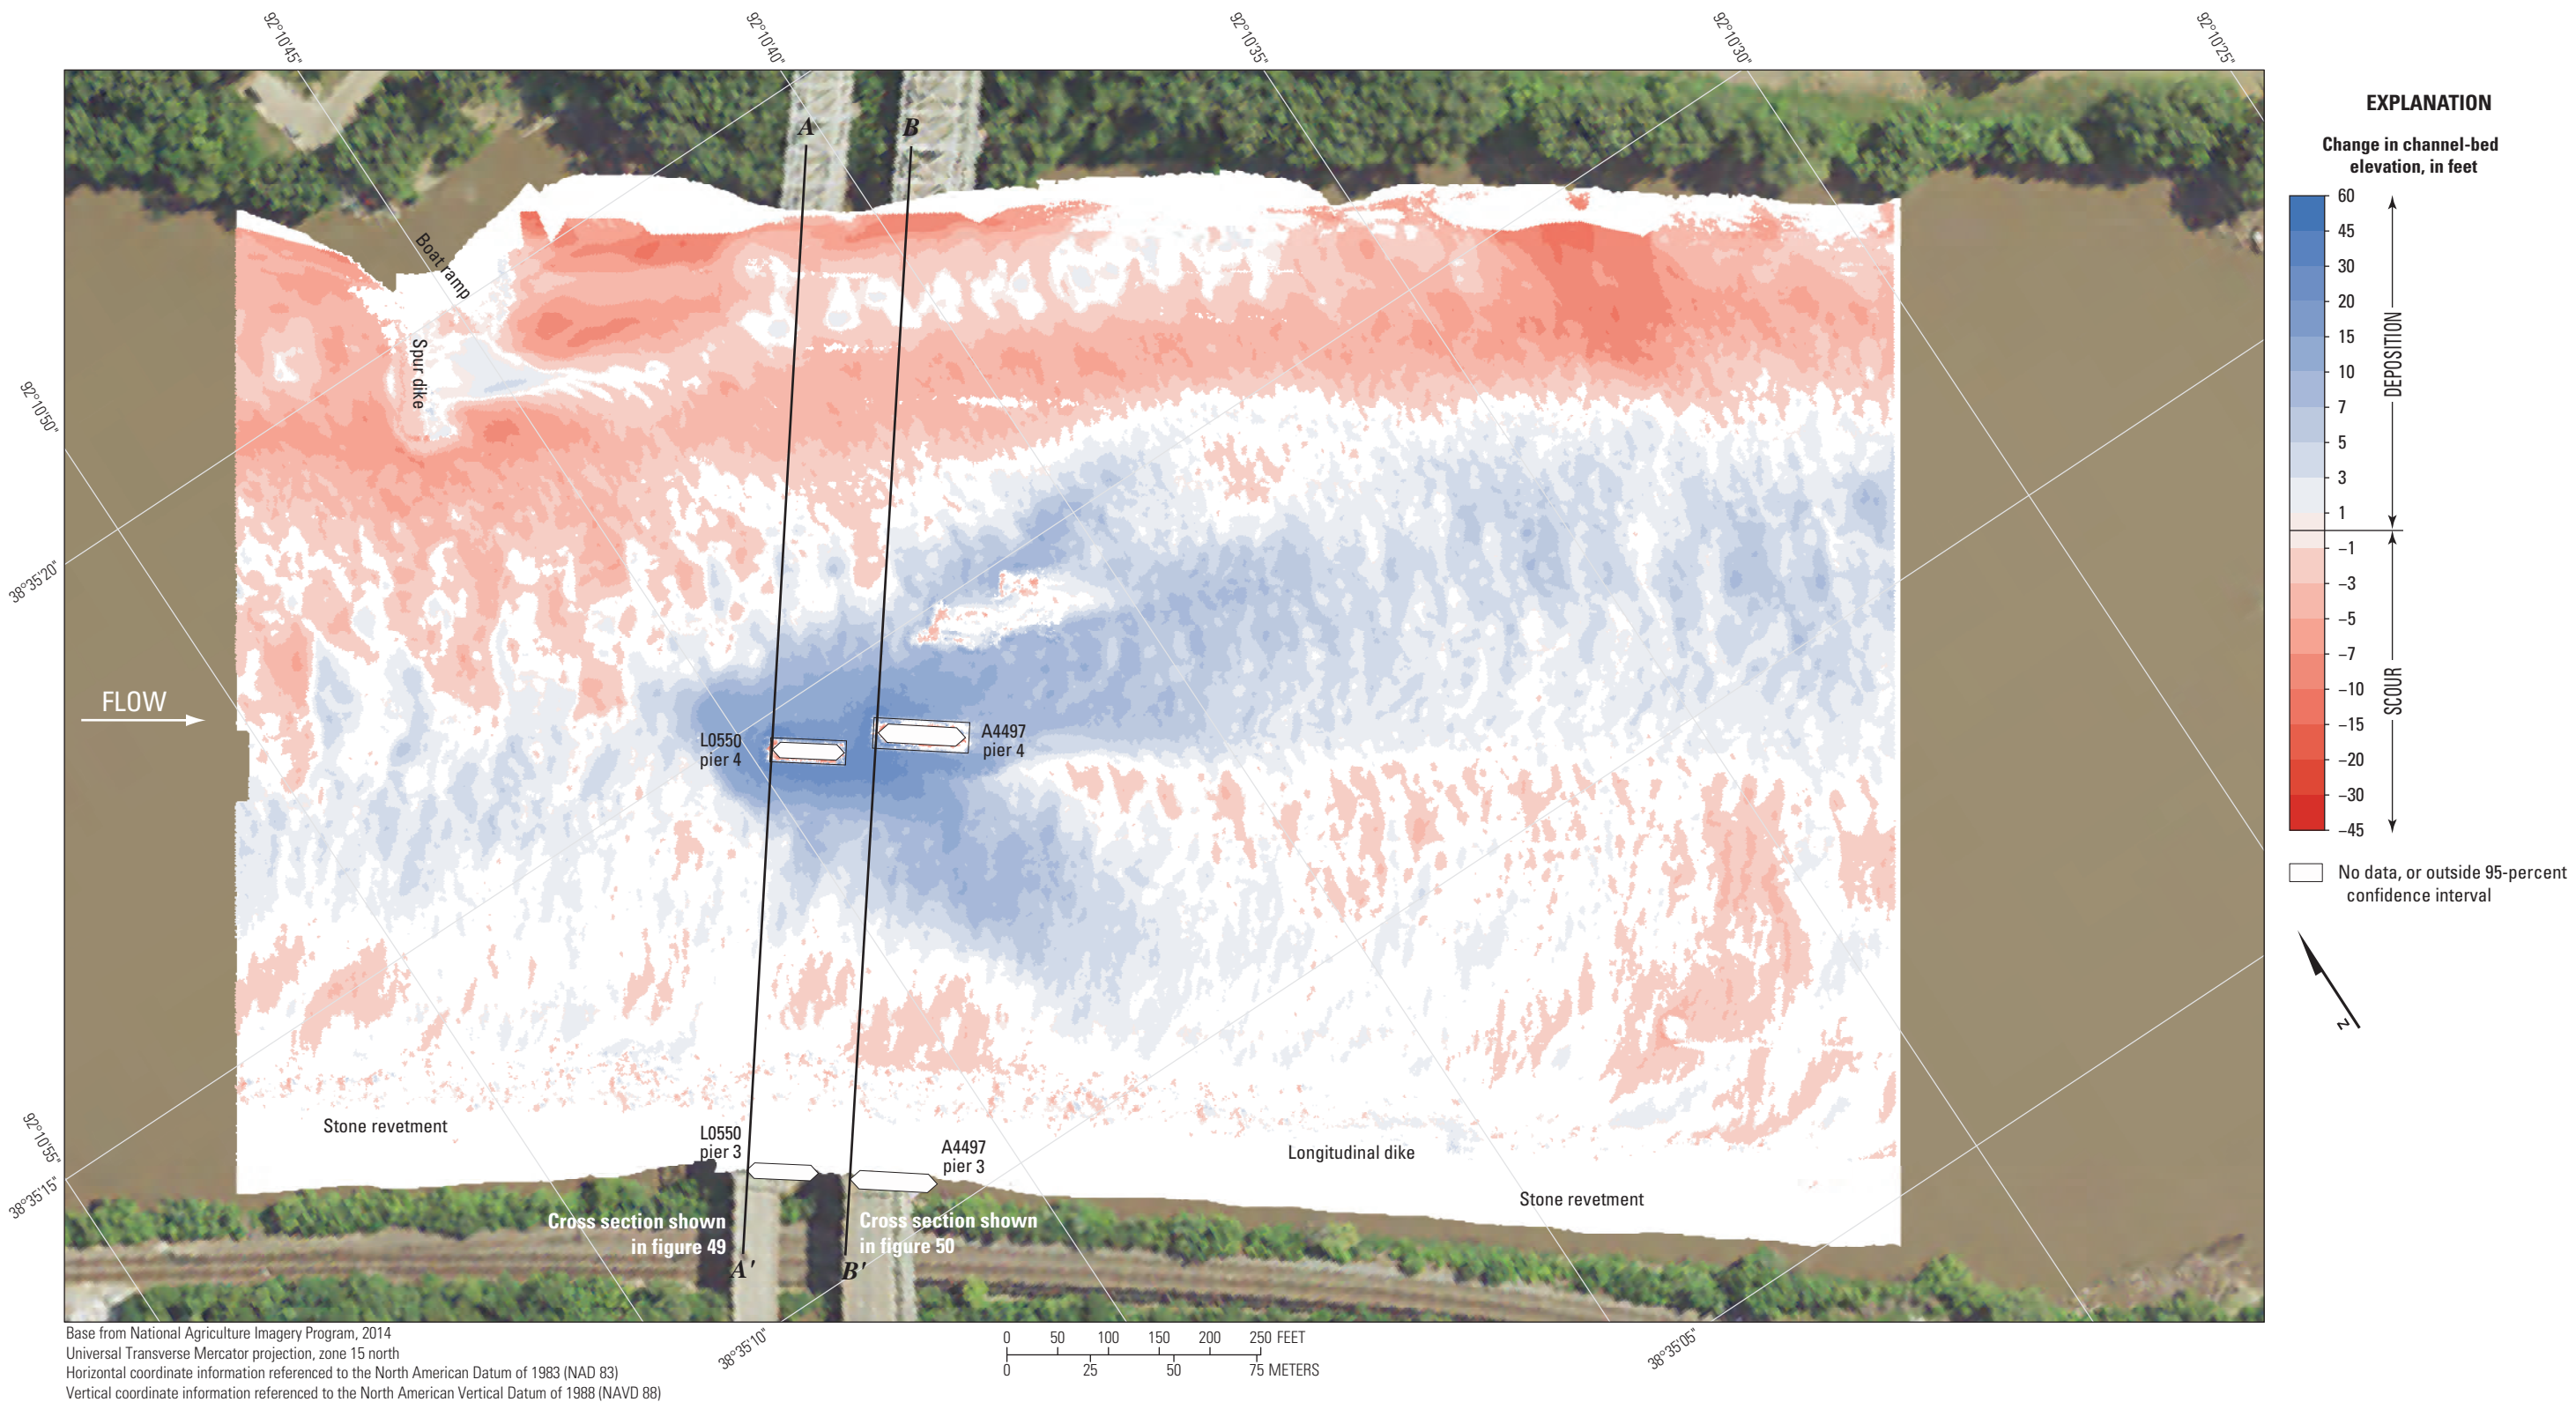 92°10'45"
92°10'40"
92°10'35"
92°10'30"
92°10'25"
A
B
Boat ramp
Spur dike
92°10'50"
38°35'20"
FLOW
L0550
pier 4
A4497
pier 4
92°10'55"
38°35'15"
Stone revetment
L0550
pier 3
A4497
pier 3
Longitudinal dike
Stone revetment
Cross section shown
in figure 49
Cross section shown
in figure 50
A'
B'
38°35'10"
38°35'05"
EXPLANATION
Change in channel-bed
elevation, in feet
60
45
30
20
15
10
7
5
3
1
–1
–3
–5
–7
–10
–15
–20
–30
–45
DEPOSITION
SCOUR
No data, or outside 95-percent
confidence interval
N
Base from National Agriculture Imagery Program, 2014
Universal Transverse Mercator projection, zone 15 north
Horizontal coordinate information referenced to the North American Datum of 1983 (NAD 83)
Vertical coordinate information referenced to the North American Vertical Datum of 1988 (NAVD 88)
0 50 100 150 200 250 FEET
0 25 50 75 METERS